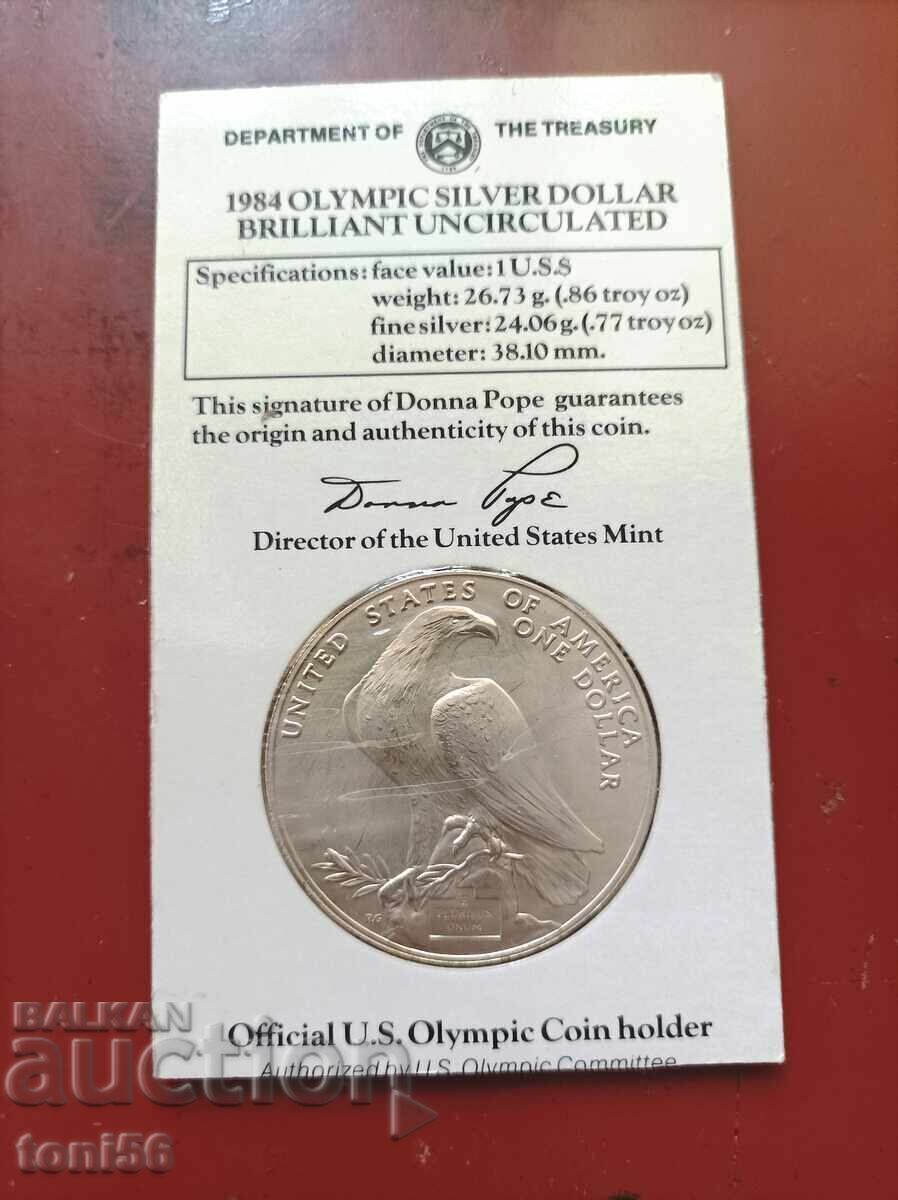 DEPARTMENT OF THE TREASURY
1984 OLYMPIC SILVER DOLLAR
BRILLIANT UNCIRCULATED
Specifications: face value: 1 U.S.$
weight: 26.73 g. (.86 troy oz)
fine silver: 24.06 g. (.77 troy oz)
diameter: 38.10 mm.
This signature of Donna Pope guarantees
the origin and authenticity of this coin.
Donna Pope
Director of the United States Mint
UNITED STATES OF AMERICA
ONE DOLLAR
RG
E
PLURIBUS
UNUM
Official U.S. Olympic Coin holder
Authorized by U.S. Olympic Committee
BALKAN
auction
toni56